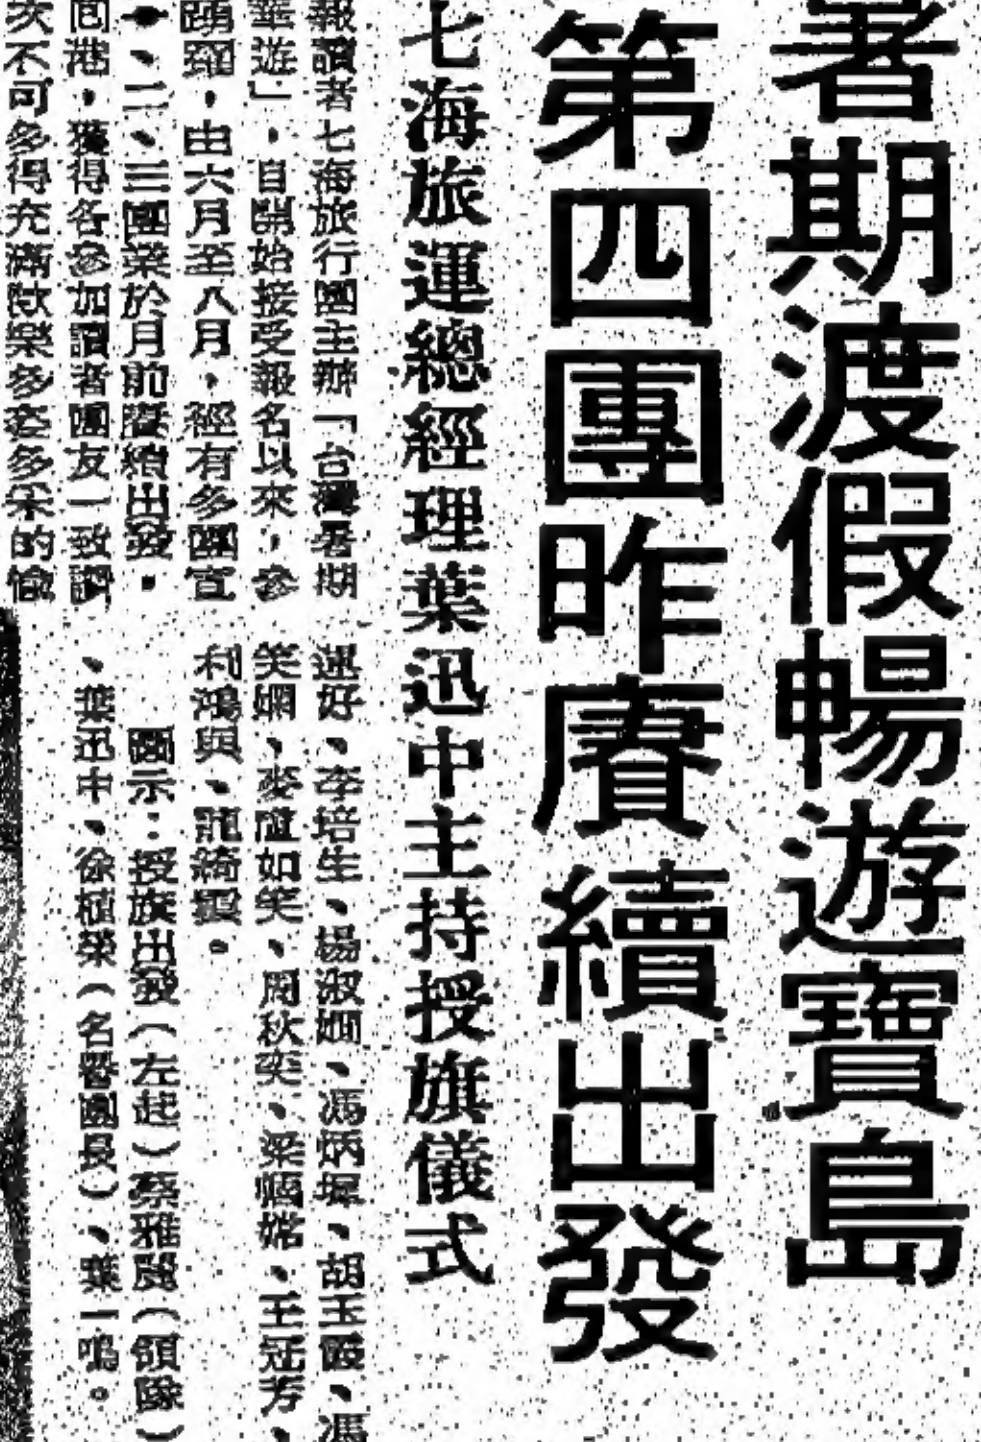 暑期渡假暢遊寶島
第四團昨賡續出發
七海旅運總經理葉迅中主持授旗儀式
報讀者七海旅行團主辦「台灣暑期
華遊」，自開始接受報名以來，參
踴躍，由六月至八月，經有多團宣
一、二、三團業於月前賡續出發。
回港，獲得各參加讀者團友一致讚
次不可多得充滿歡樂多姿多采的愉
好、李培生、楊淑嫻、馮炳、胡玉霞、馮
笑嫻、麥如笑、周秋奕、梁、王冠芳、
利鴻與、龍綺
圖示：授旗出發（左起）蔡雅（領隊）
、葉迅中、徐植榮（名譽團長）、葉一鳴。